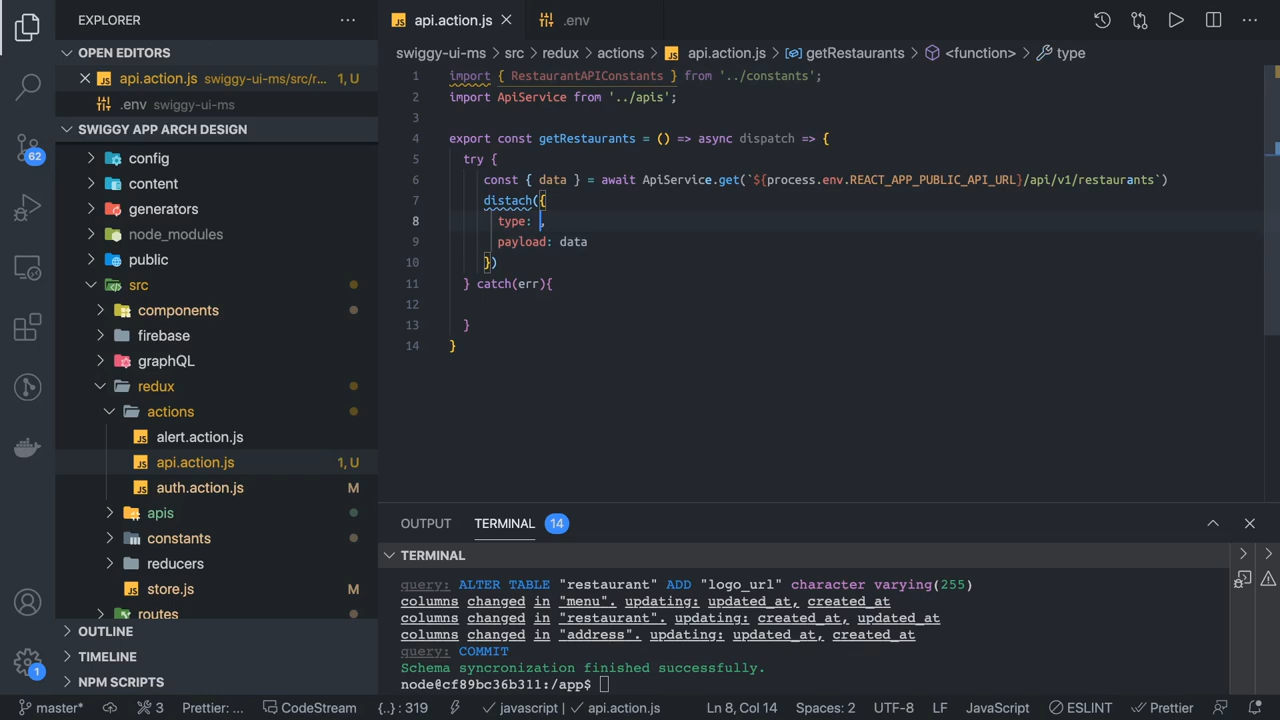 EXPLORER
OPEN EDITORS
api.action.js swiggy-ui-ms/src/r... 1, U
.env swiggy-ui-ms
SWIGGY APP ARCH DESIGN
config
content
generators
node_modules
public
src
components
firebase
graphQL
redux
actions
alert.action.js
api.action.js 1, U
auth.action.js M
apis
constants
reducers
store.js M
routes
OUTLINE
TIMELINE
NPM SCRIPTS
62
1
api.action.js
.env
swiggy-ui-ms > src > redux > actions > api.action.js > getRestaurants > <function> > type
1 import { RestaurantAPIConstants } from '../constants';
2 import ApiService from '../apis';
3
4 export const getRestaurants = () => async dispatch => {
5 try {
6 const { data } = await ApiService.get(`${process.env.REACT_APP_PUBLIC_API_URL}/api/v1/restaurants`)
7 distach({
8 type: ,
9 payload: data
10 })
11 } catch(err){
12
13 }
14 }
OUTPUT TERMINAL 14
TERMINAL
query: ALTER TABLE "restaurant" ADD "logo_url" character varying(255)
columns changed in "menu". updating: updated_at, created_at
columns changed in "restaurant". updating: created_at, updated_at
columns changed in "address". updating: updated_at, created_at
query: COMMIT
Schema syncronization finished successfully.
node@cf89bc36b311:/app$
master* 3 Prettier: ... CodeStream {..} : 319 javascript | api.action.js Ln 8, Col 14 Spaces: 2 UTF-8 LF JavaScript ESLINT Prettier